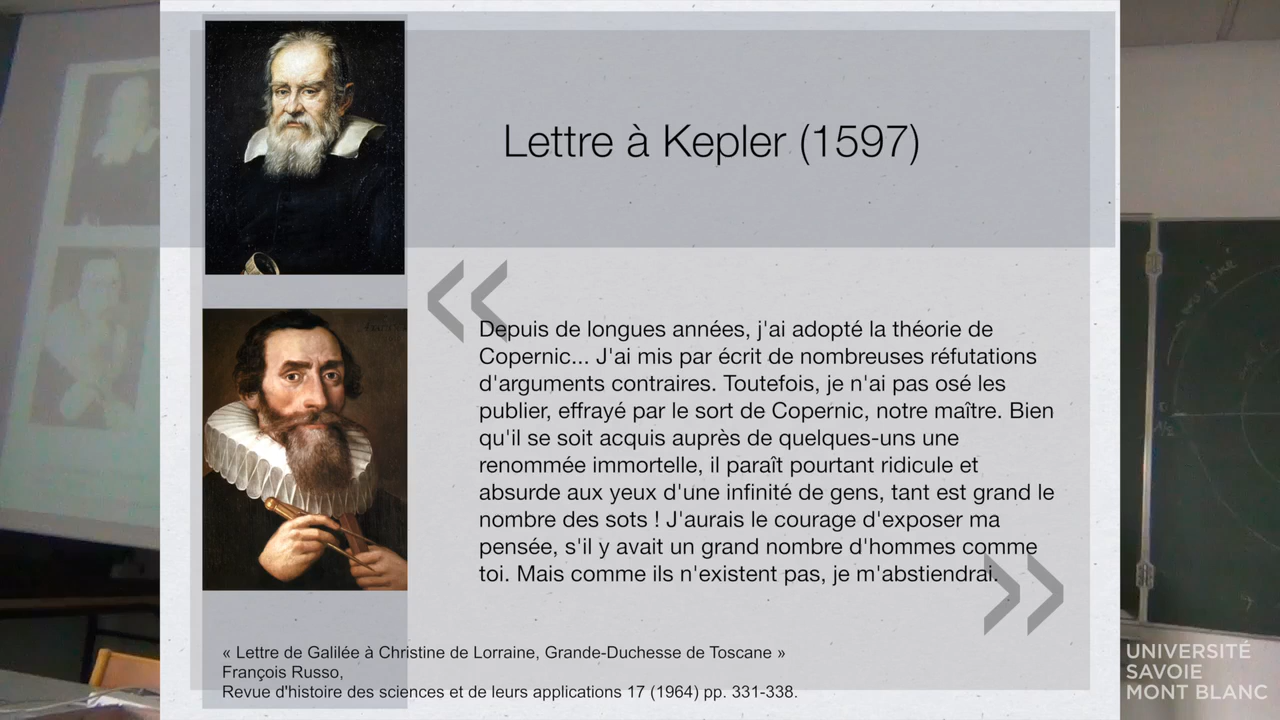 Lettre à Kepler (1597)
«
Depuis de longues années, j'ai adopté la théorie de
Copernic... J'ai mis par écrit de nombreuses réfutations
d'arguments contraires. Toutefois, je n'ai pas osé les
publier, effrayé par le sort de Copernic, notre maître. Bien
qu'il se soit acquis auprès de quelques-uns une
renommée immortelle, il paraît pourtant ridicule et
absurde aux yeux d'une infinité de gens, tant est grand le
nombre des sots ! J'aurais le courage d'exposer ma
pensée, s'il y avait un grand nombre d'hommes comme
toi. Mais comme ils n'existent pas, je m'abstiendrai.
»
« Lettre de Galilée à Christine de Lorraine, Grande-Duchesse de Toscane »
François Russo,
Revue d'histoire des sciences et de leurs applications 17 (1964) pp. 331-338.
UNIVERSITÉ
SAVOIE
MONT BLANC